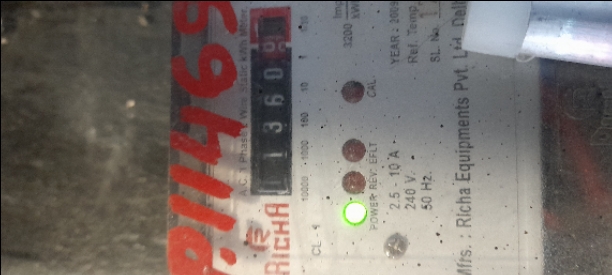 P.11469
A.C. 1 Phase 2 Wire Static kWh Meter
1 3 6 0
10000 1000 100 10
RICHA
CL - 1
3200
CAL
POWER REV EFLT
2.5 - 10 A
240 V.
50 Hz.
YEAR : 2009
Ref. Temp.
SL. No.
Mfrs. : Richa Equipments Pvt. Ltd.